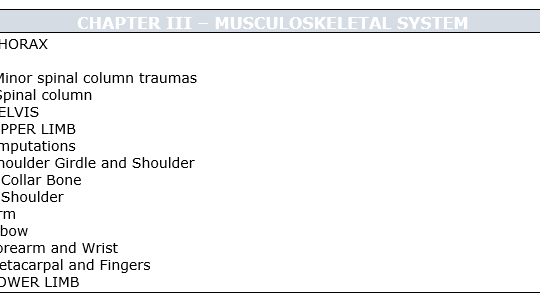 CHAPTER III – MUSCULOSKELETAL SYSTEM
HORAX
Minor spinal column traumas
Spinal column
ELVIS
PPER LIMB
mputations
houlder Girdle and Shoulder
Collar Bone
Shoulder
rm
bow
orearm and Wrist
etacarpal and Fingers
OWER LIMB